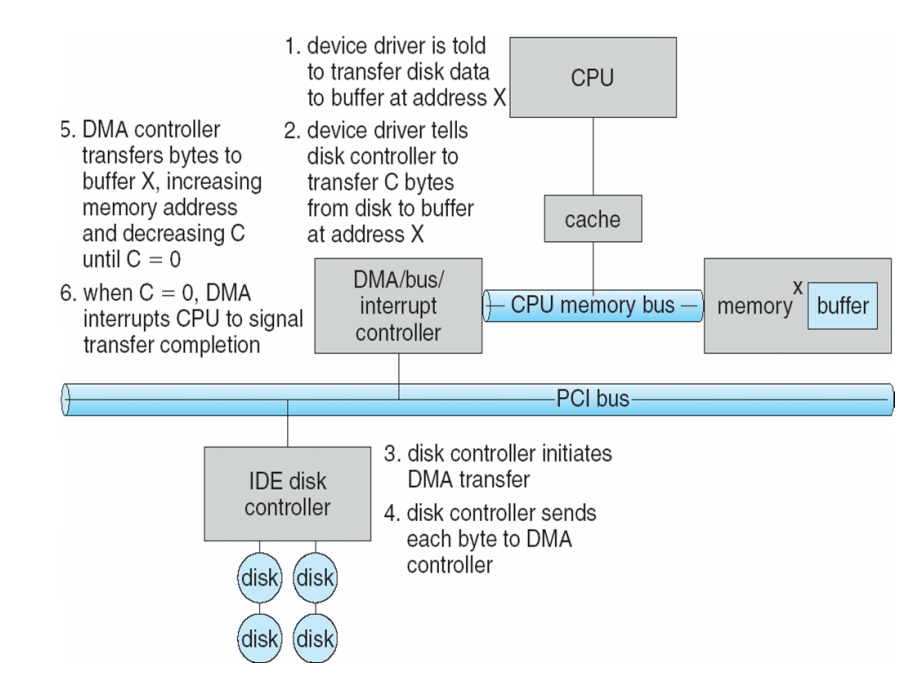 1. device driver is told
to transfer disk data
to buffer at address X
CPU
5. DMA controller
transfers bytes to
buffer X, increasing
memory address
and decreasing C
until C = 0
2. device driver tells
disk controller to
transfer C bytes
from disk to buffer
at address X
cache
6. when C = 0, DMA
interrupts CPU to signal
transfer completion
DMA/bus/
interrupt
controller
CPU memory bus
memory
x
buffer
PCI bus
IDE disk
controller
3. disk controller initiates
DMA transfer
4. disk controller sends
each byte to DMA
controller
disk
disk
disk
disk